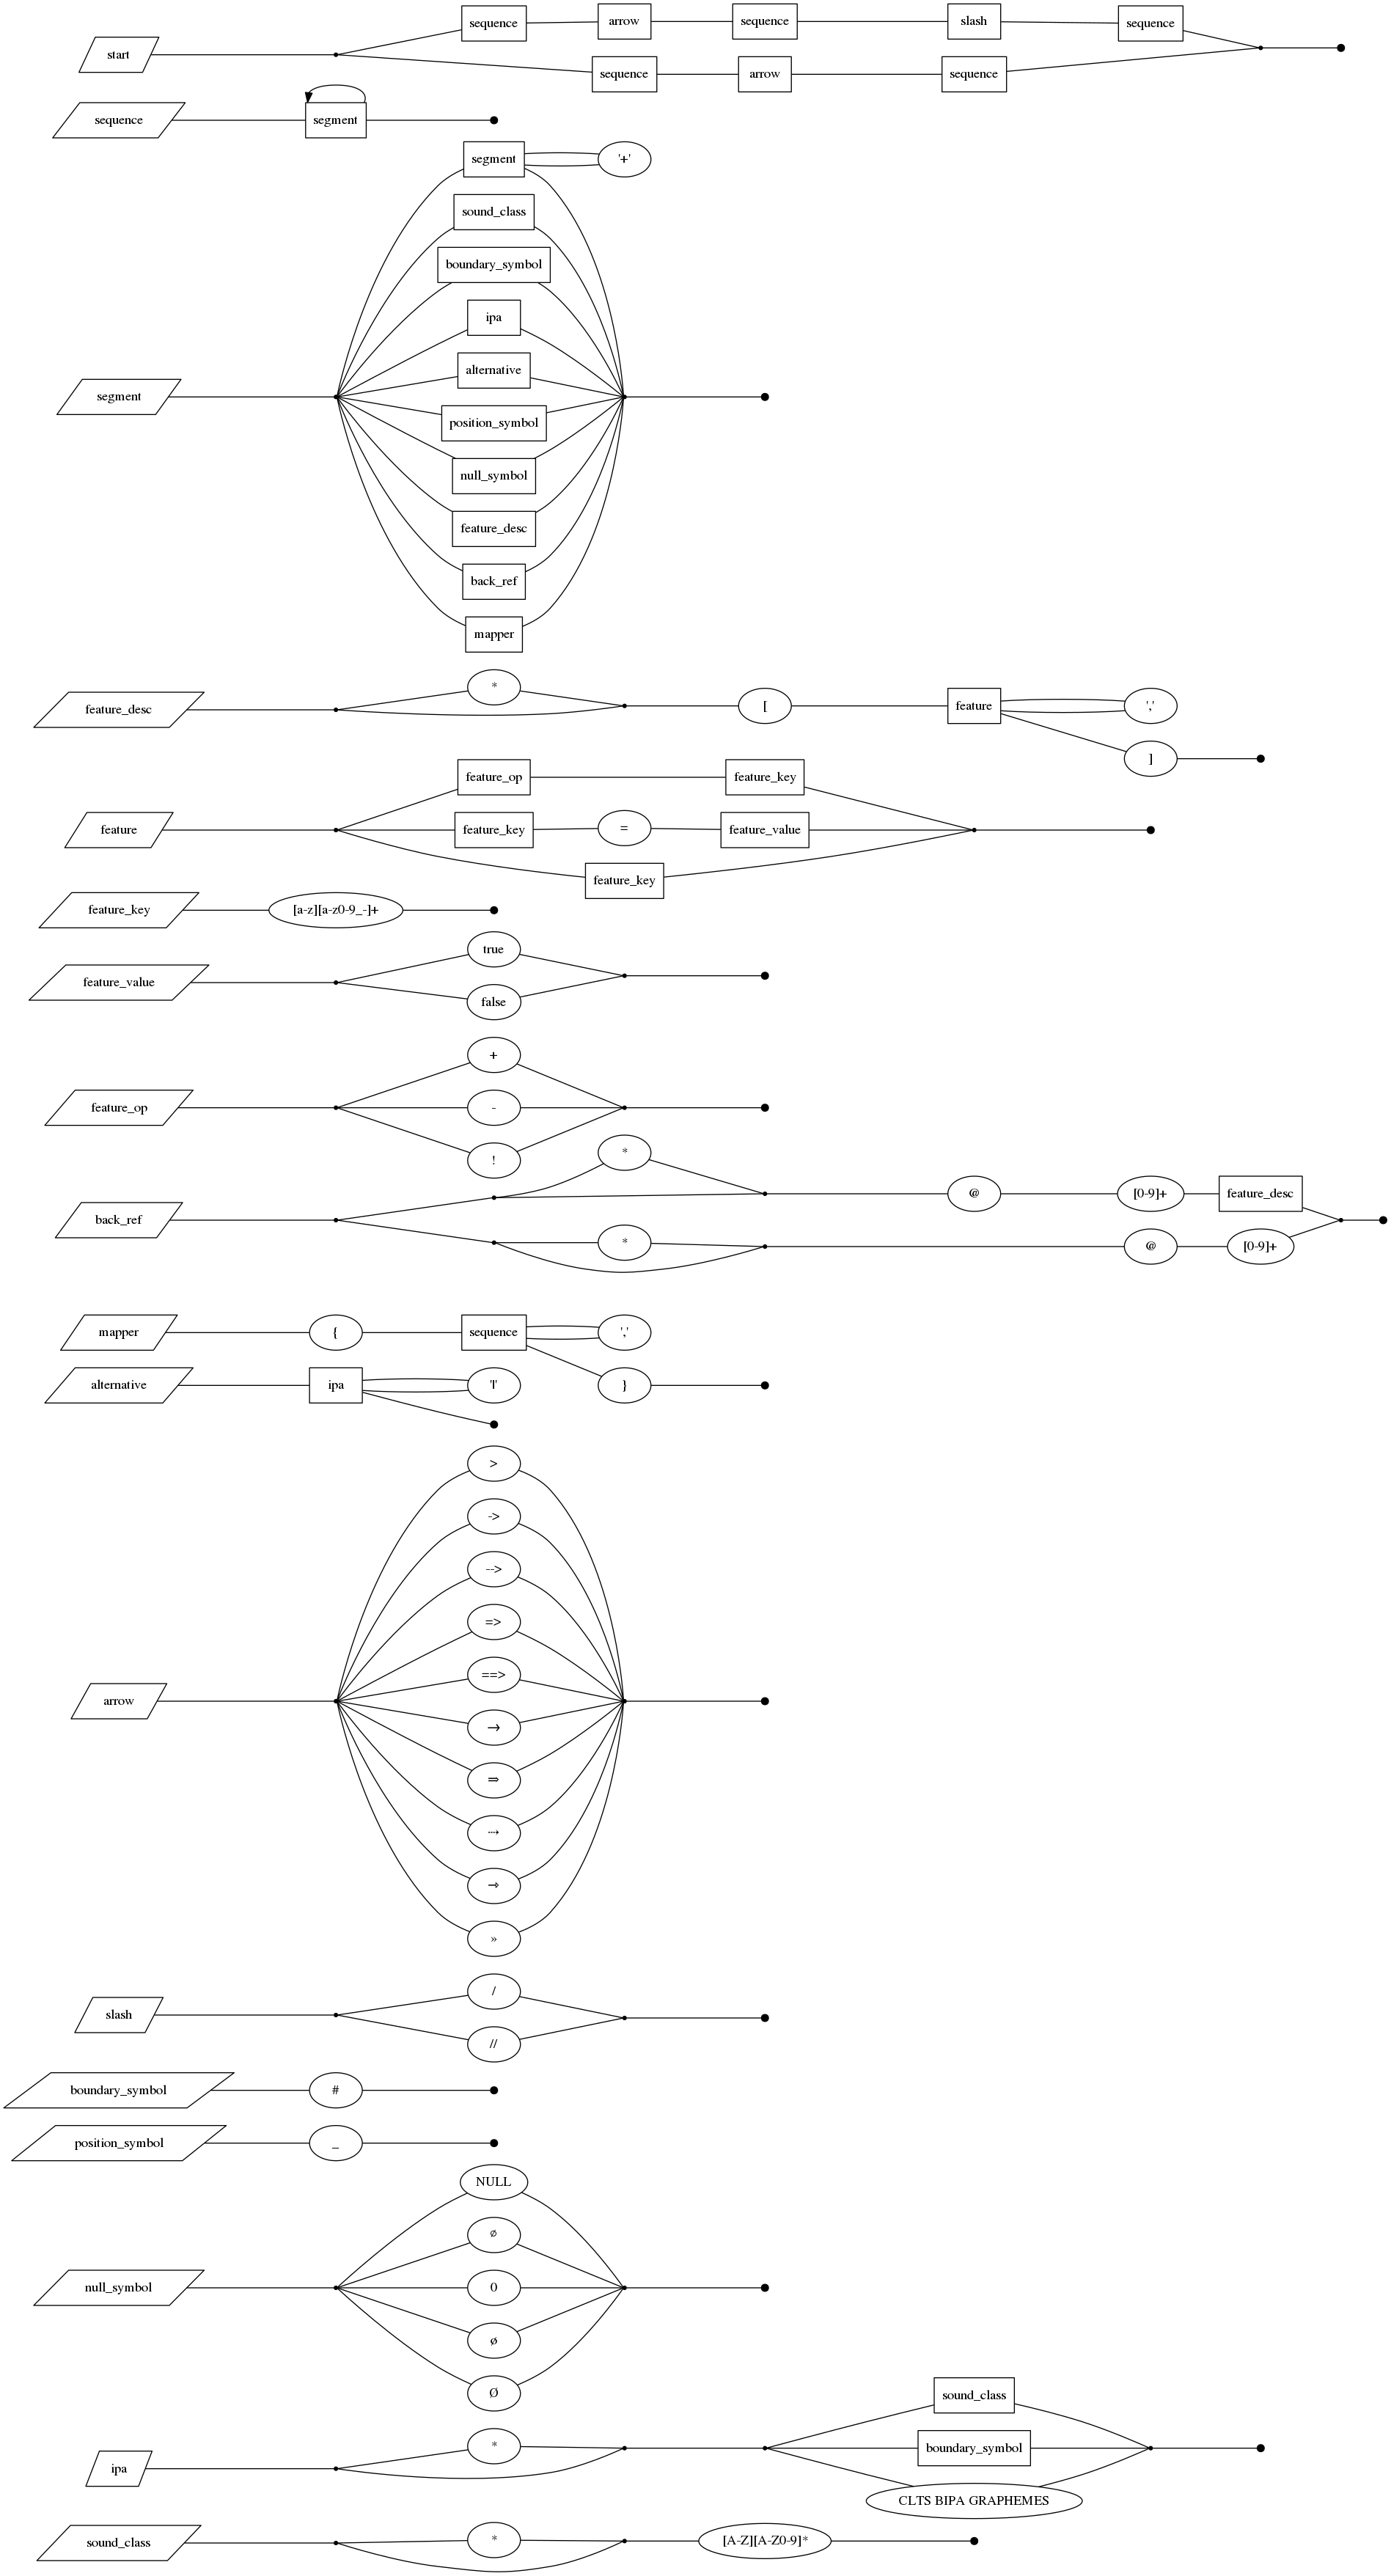 start sequence arrow sequence slash sequence
sequence arrow sequence
sequence segment
segment '+'
sound_class
boundary_symbol
ipa
alternative
segment
position_symbol
null_symbol
feature_desc
back_ref
mapper
feature_desc * [ feature ','
]
feature_op feature_key
feature feature_key = feature_value
feature_key
feature_key [a-z][a-z0-9_-]+
true
feature_value
false
+
feature_op -
!
*
@ [0-9]+ feature_desc
back_ref
* @ [0-9]+
mapper { sequence ','
alternative ipa '|' }
>
->
-->
=>
==>
arrow
→
⇒
⤑
⇾
»
/
slash
//
boundary_symbol #
position_symbol _
NULL
∅
null_symbol 0
ø
Ø
sound_class
* boundary_symbol
ipa
CLTS BIPA GRAPHEMES
sound_class * [A-Z][A-Z0-9]*